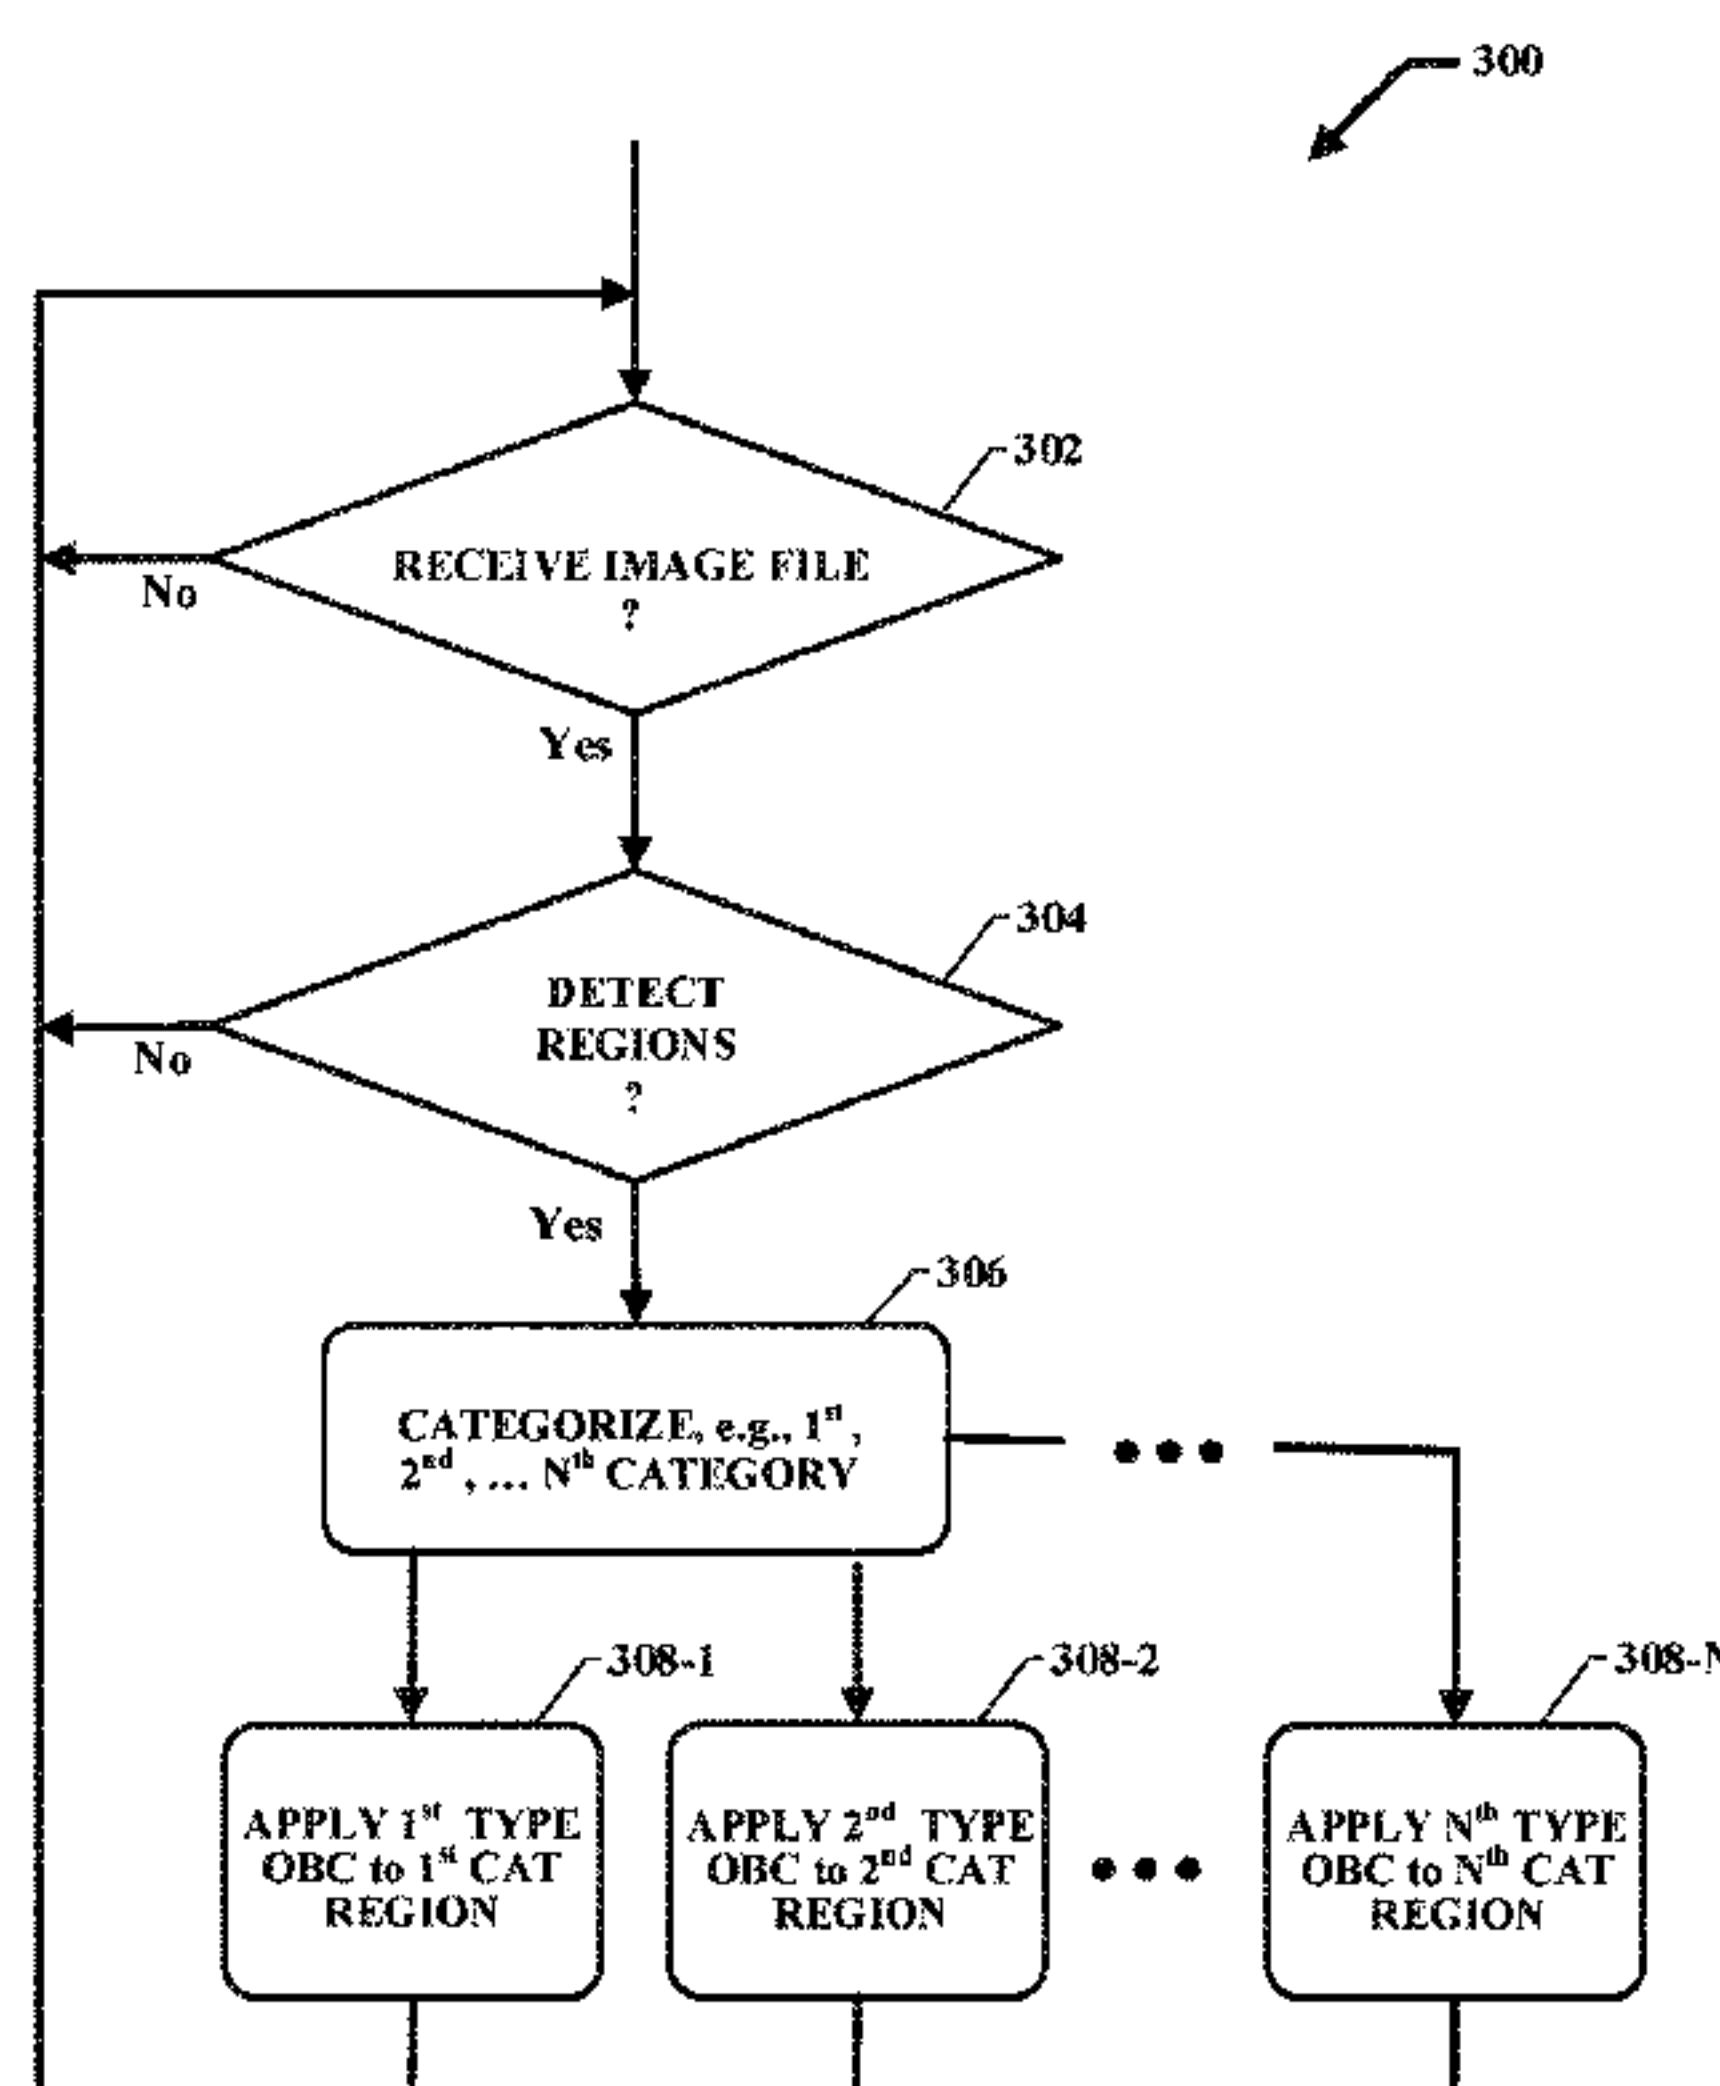 300
302
RECEIVE IMAGE FILE
?
No
Yes
304
DETECT
REGIONS
?
No
Yes
306
CATEGORIZE, e.g., 1st,
2nd, ... Nth CATEGORY
308-1
308-2
308-N
APPLY 1st TYPE
OBC to 1st CAT
REGION
APPLY 2nd TYPE
OBC to 2nd CAT
REGION
APPLY Nth TYPE
OBC to Nth CAT
REGION